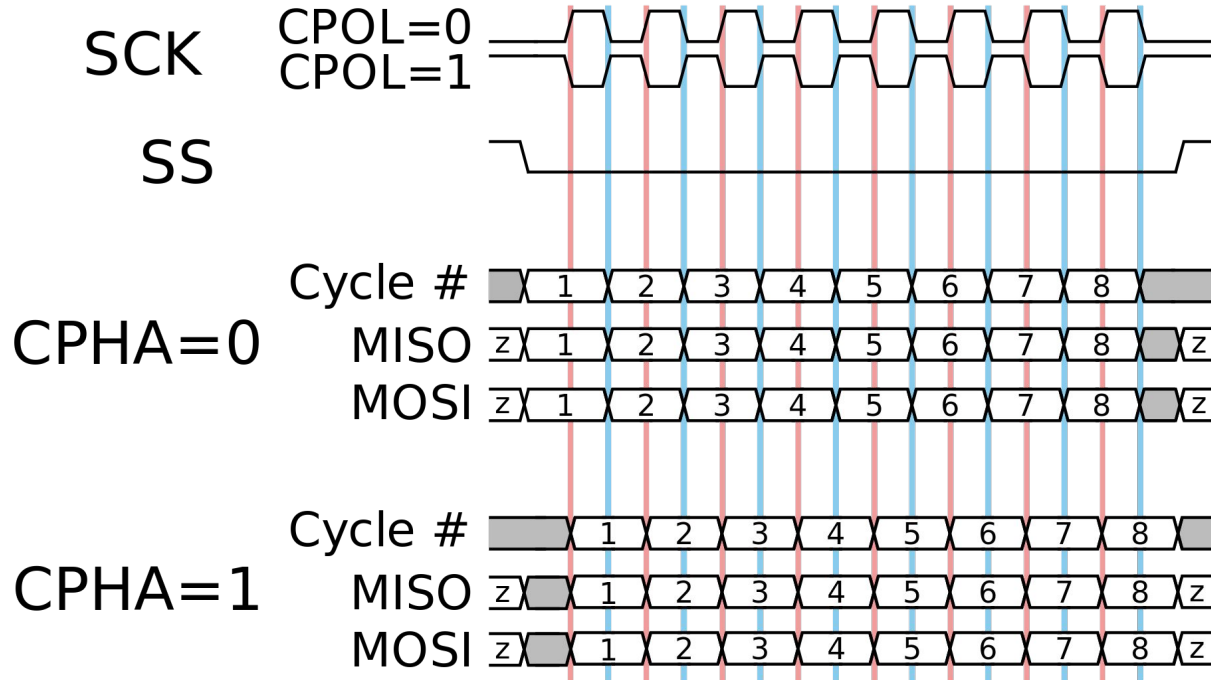 SCK CPOL=0
CPOL=1
SS
Cycle # 1 2 3 4 5 6 7 8
CPHA=0 MISO z 1 2 3 4 5 6 7 8 z
MOSI z 1 2 3 4 5 6 7 8 z
Cycle # 1 2 3 4 5 6 7 8
CPHA=1 MISO z 1 2 3 4 5 6 7 8 z
MOSI z 1 2 3 4 5 6 7 8 z